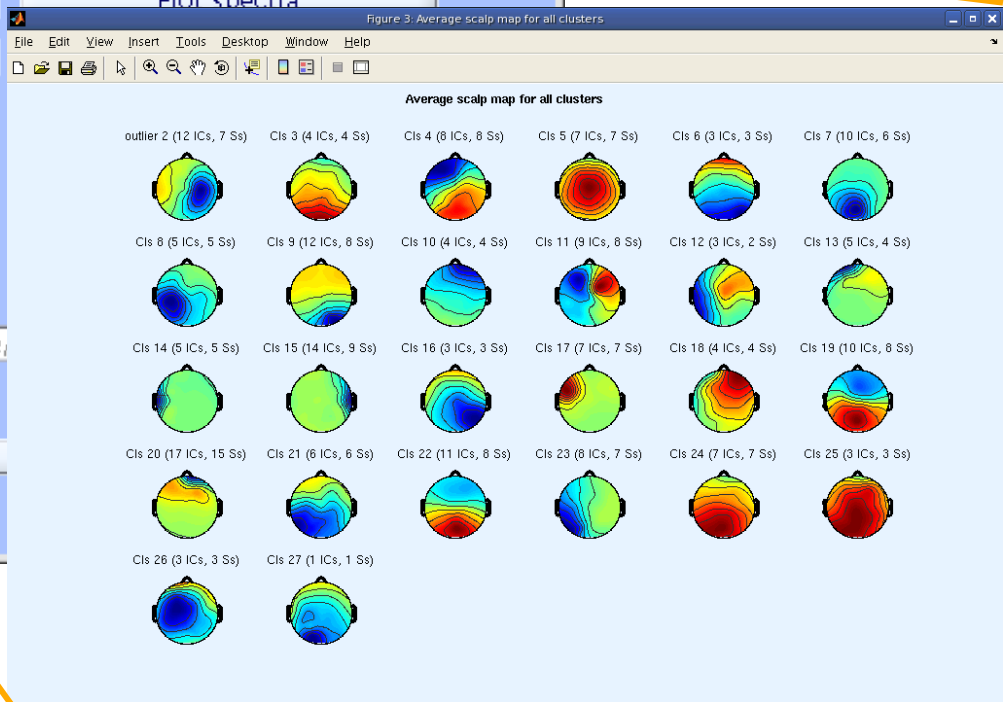 Plot spectra
Figure 3: Average scalp map for all clusters
File Edit View Insert Tools Desktop Window Help
Average scalp map for all clusters
outlier 2 (12 ICs, 7 Ss) Cls 3 (4 ICs, 4 Ss) Cls 4 (8 ICs, 8 Ss) Cls 5 (7 ICs, 7 Ss) Cls 6 (3 ICs, 3 Ss) Cls 7 (10 ICs, 6 Ss)
Cls 8 (5 ICs, 5 Ss) Cls 9 (12 ICs, 8 Ss) Cls 10 (4 ICs, 4 Ss) Cls 11 (9 ICs, 8 Ss) Cls 12 (3 ICs, 2 Ss) Cls 13 (5 ICs, 4 Ss)
Cls 14 (5 ICs, 5 Ss) Cls 15 (14 ICs, 9 Ss) Cls 16 (3 ICs, 3 Ss) Cls 17 (7 ICs, 7 Ss) Cls 18 (4 ICs, 4 Ss) Cls 19 (10 ICs, 8 Ss)
Cls 20 (17 ICs, 15 Ss) Cls 21 (6 ICs, 6 Ss) Cls 22 (11 ICs, 8 Ss) Cls 23 (8 ICs, 7 Ss) Cls 24 (7 ICs, 7 Ss) Cls 25 (3 ICs, 3 Ss)
Cls 26 (3 ICs, 3 Ss) Cls 27 (1 ICs, 1 Ss)